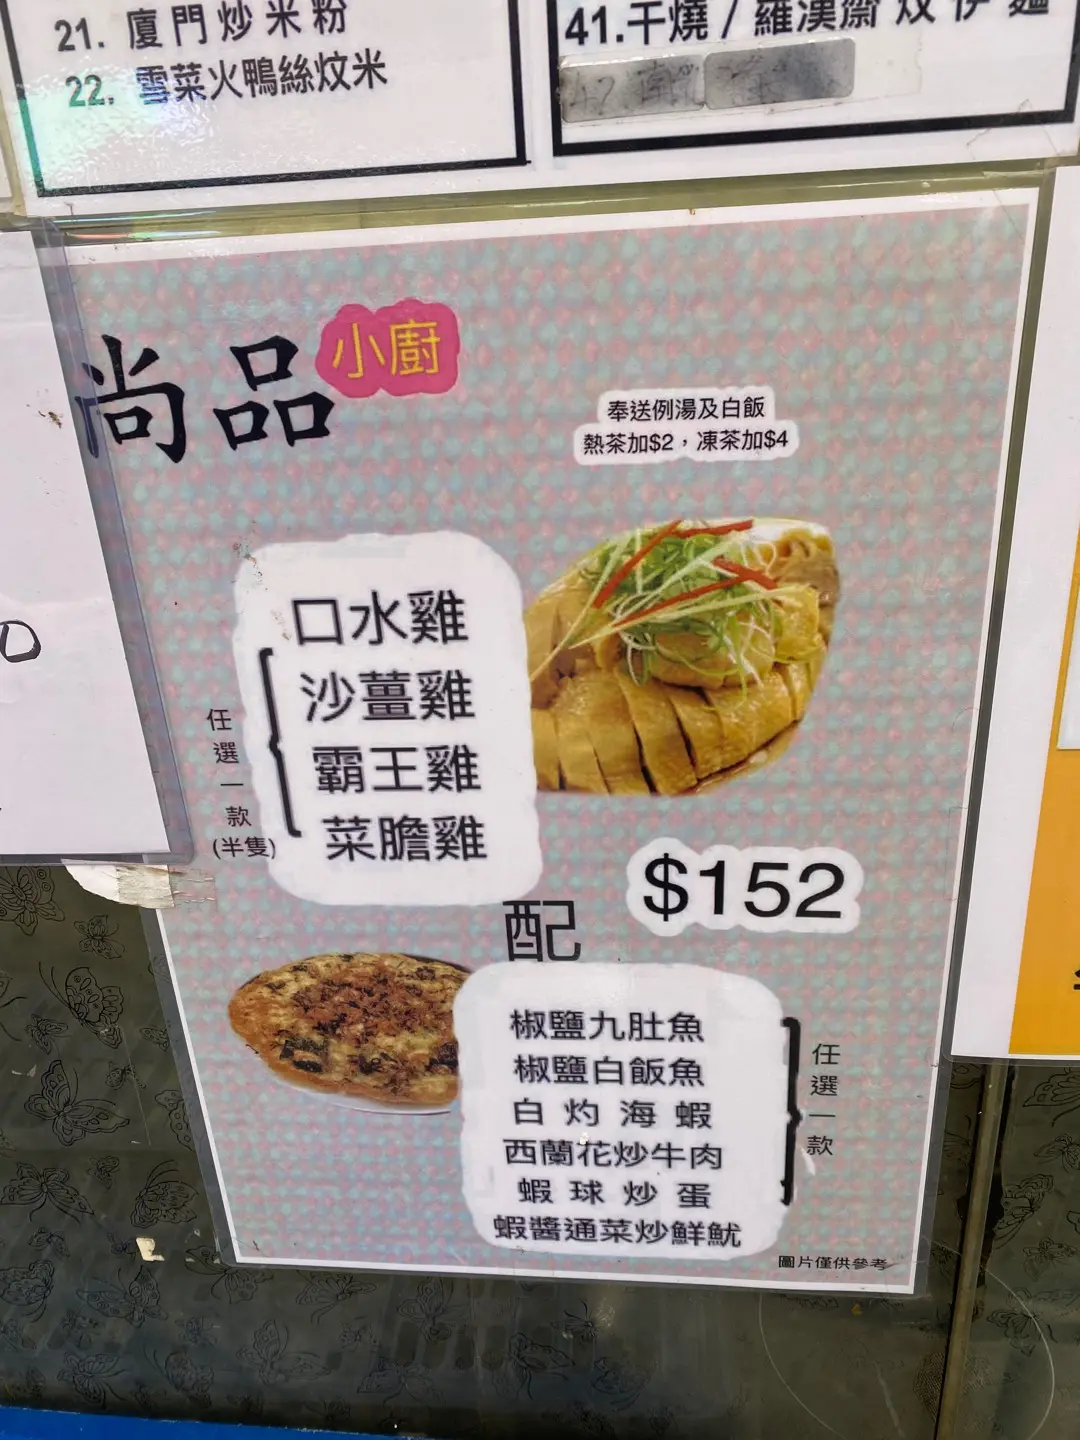 21. 廈門炒米粉
22. 雪菜火鴨絲炆米
41.干燒/羅漢齋炆伊麵
尚品
小廚
奉送例湯及白飯
熱茶加$2，凍茶加$4
口水雞
沙薑雞
霸王雞
菜膽雞
任選一款
(半隻)
$152
配
椒鹽九肚魚
椒鹽白飯魚
白灼海蝦
西蘭花炒牛肉
蝦球炒蛋
蝦醬通菜炒鮮魷
任選一款
圖片僅供參考